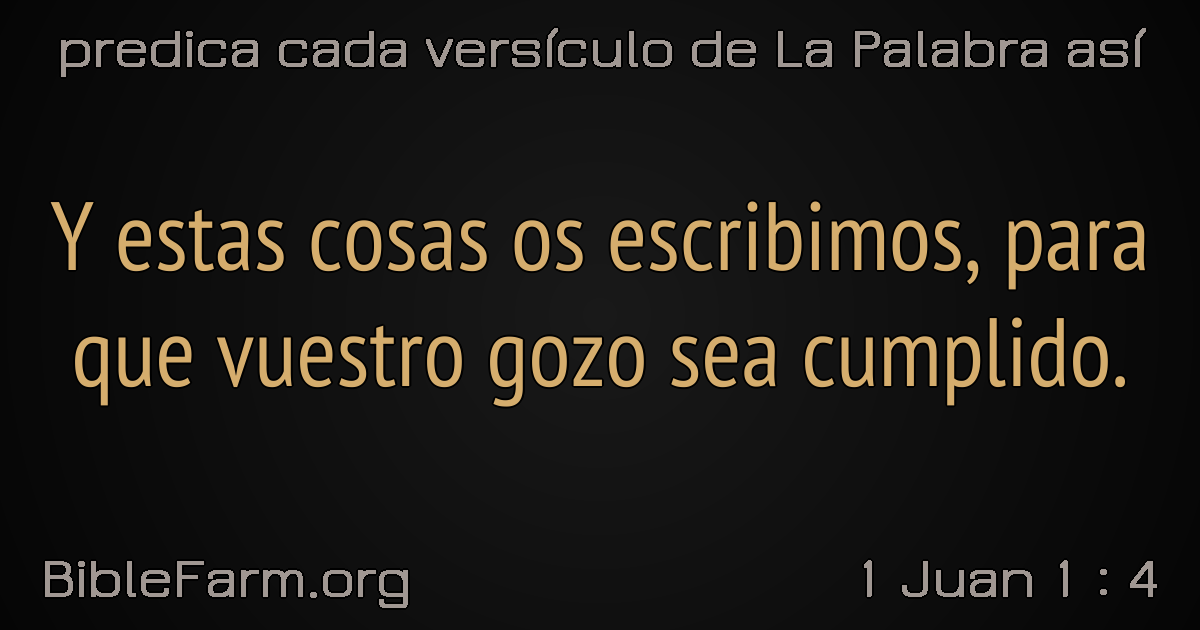 predica cada versículo de La Palabra así
Y estas cosas os escribimos, para
que vuestro gozo sea cumplido.
BibleFarm.org
1 Juan 1 : 4